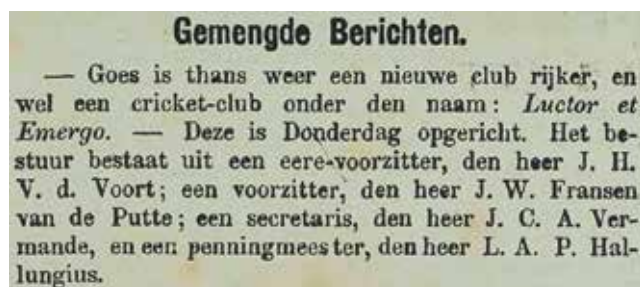 Gemengde Berichten.
— Goes is thans weer een nieuwe club rijker, en
wel een cricket-club onder den naam: Luctor et
Emergo. — Deze is Donderdag opgericht. Het be-
stuur bestaat uit een eere-voorzitter, den heer J. H.
V. d. Voort; een voorzitter, den heer J. W. Fransen
van de Putte; een secretaris, den heer J. C. A. Ver-
mande, en een penningmeester, den heer L. A. P. Hal-
lungius.